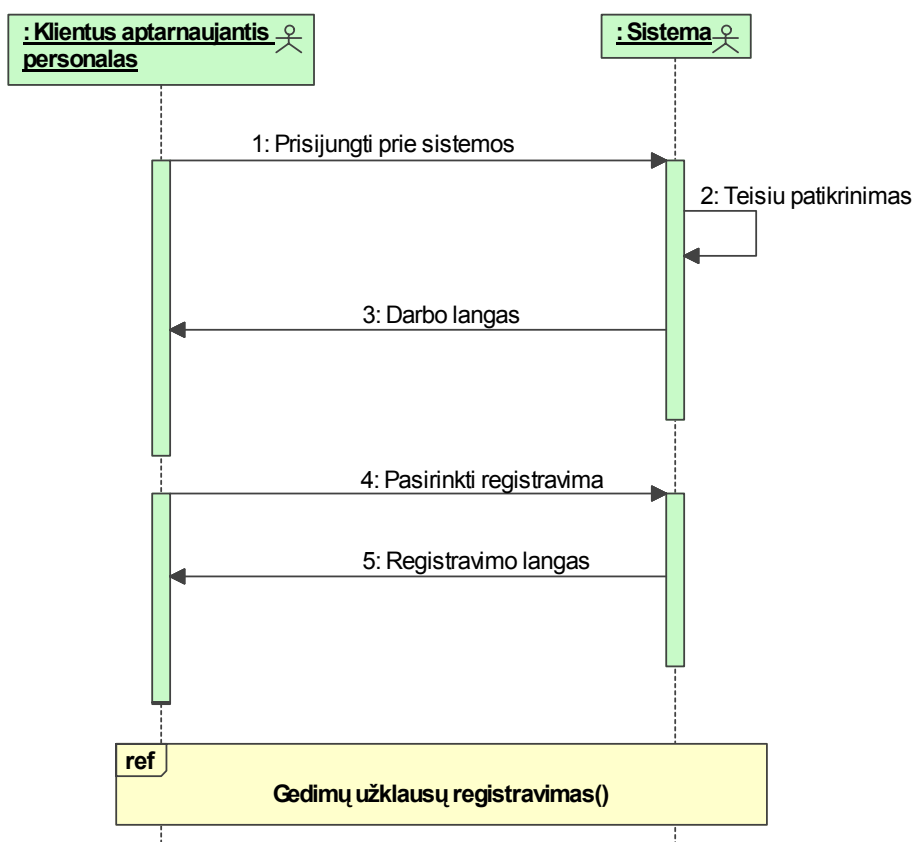 : Klientus aptarnaujantis
personalas
: Sistema
1: Prisijungti prie sistemos
2: Teisiu patikrinimas
3: Darbo langas
4: Pasirinkti registravima
5: Registravimo langas
ref
Gedimų užklausų registravimas()